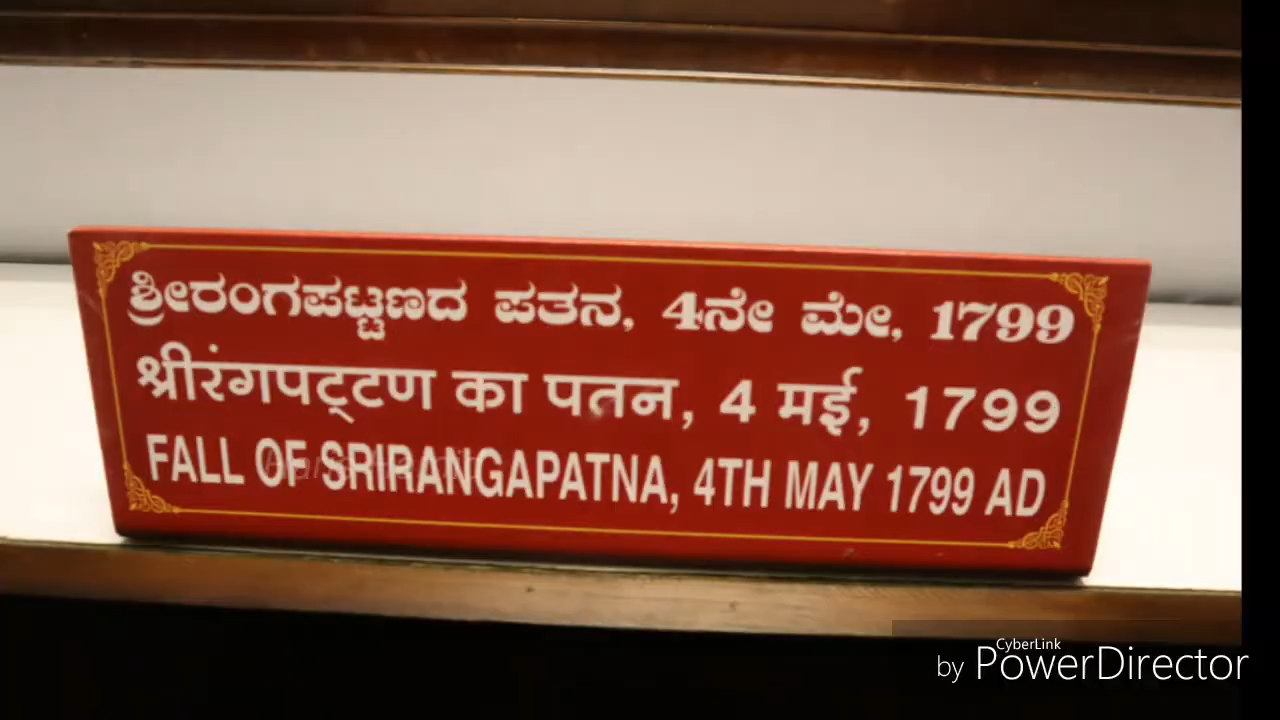 ಶ್ರೀರಂಗಪಟ್ಟಣದ ಪತನ, 4ನೇ ಮೇ, 1799
श्रीरंगपट्टण का पतन, 4 मई, 1799
FALL OF SRIRANGAPATNA, 4TH MAY 1799 AD
CyberLink
by PowerDirector